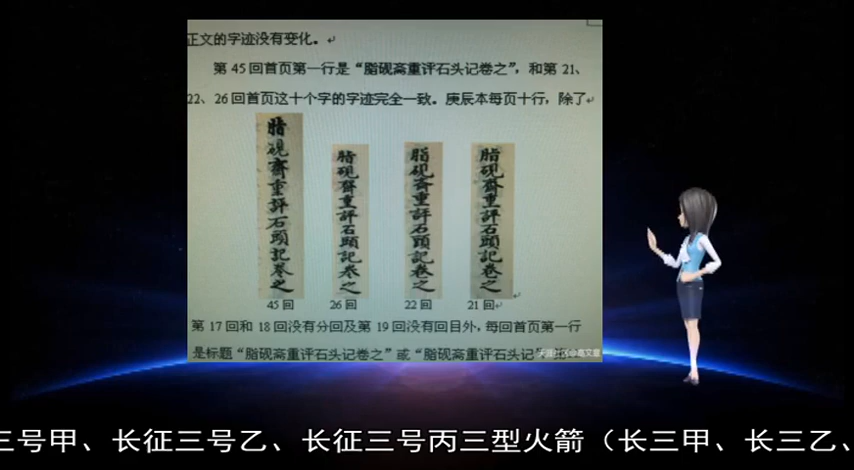 正文的字迹没有变化。
第45回首页第一行是“脂砚斋重评石头记卷之”，和第21、
22、26回首页这十个字的字迹完全一致。庚辰本每页十行，除了
脂砚斋重評石頭記卷之
脂砚齋重評石頭記卷之
脂砚齋重評石頭記卷之
脂砚齋重評石頭記卷之
45回 26回 22回 21回
第17回和18回没有分回及第19回没有回目外，每回首页第一行
是标题“脂砚斋重评石头记卷之”或“脂砚斋重评石头记”
三号甲、长征三号乙、长征三号丙三型火箭（长三甲、长三乙、